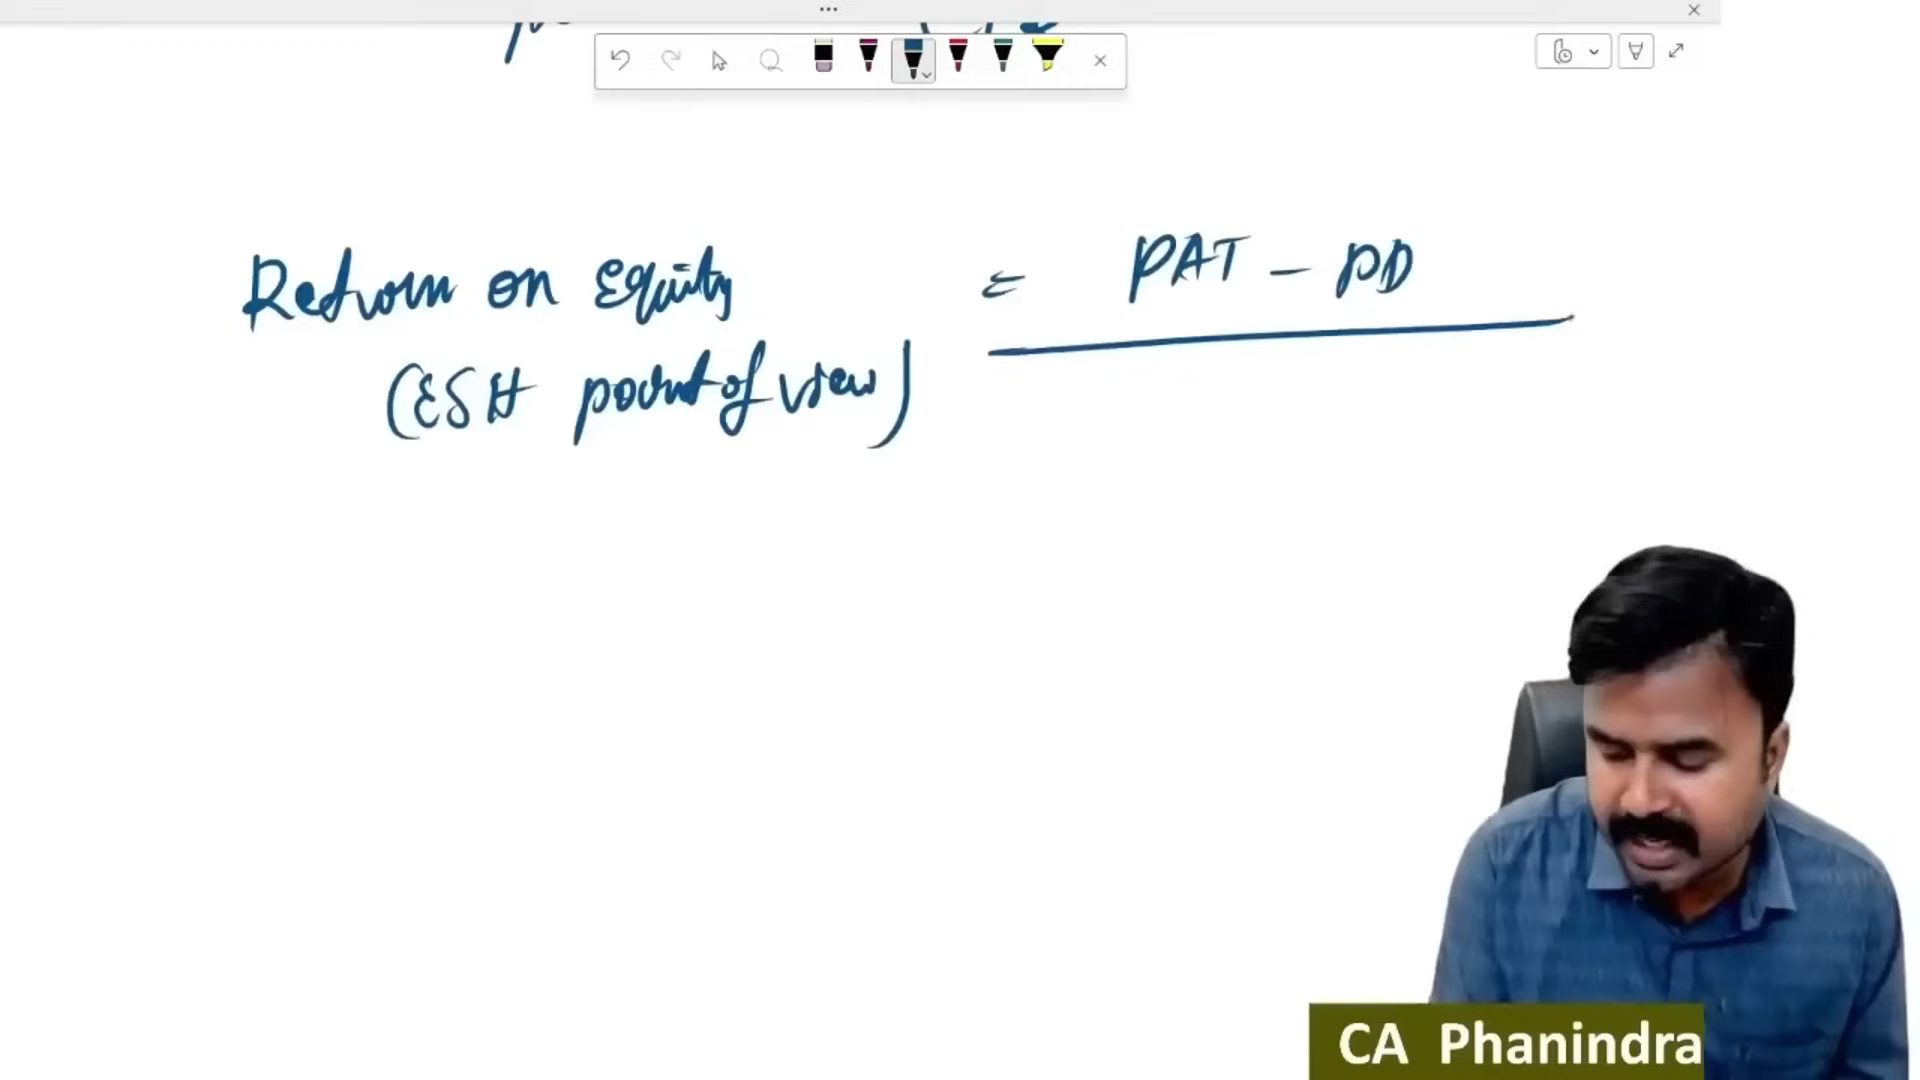 Return on Equity = PAT - PD
(ESH point of view)
CA Phanindra